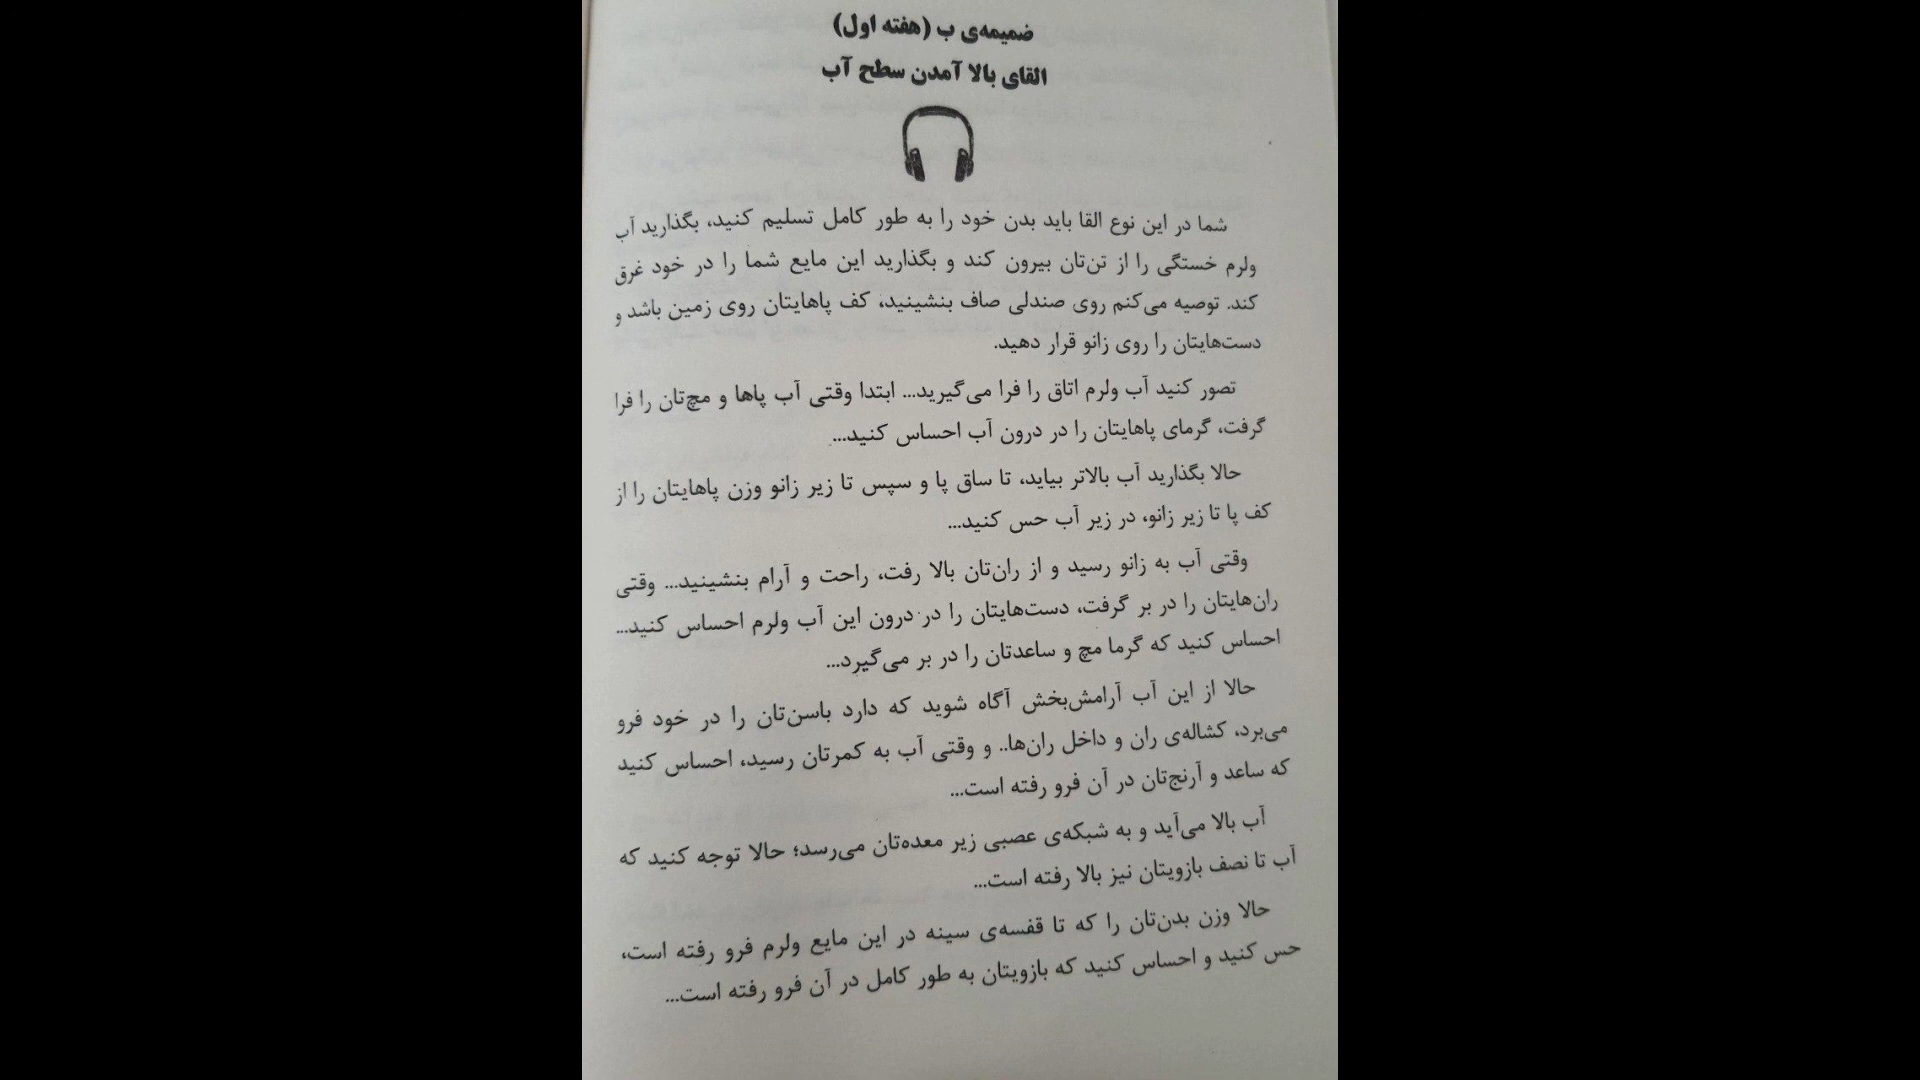 ضمیمه‌ی ب (هفته اول)
القای بالا آمدن سطح آب
شما در این نوع القا باید بدن خود را به طور کامل تسلیم کنید، بگذارید آب
ولرم خستگی را از تن‌تان بیرون کند و بگذارید این مایع شما را در خود غرق
کند. توصیه می‌کنم روی صندلی صاف بنشینید، کف پاهایتان روی زمین باشد و
دست‌هایتان را روی زانو قرار دهید.
تصور کنید آب ولرم اتاق را فرا می‌گیرید... ابتدا وقتی آب پاها و مچ‌تان را فرا
گرفت، گرمای پاهایتان را در درون آب احساس کنید...
حالا بگذارید آب بالاتر بیاید، تا ساق پا و سپس تا زیر زانو وزن پاهایتان را از
کف پا تا زیر زانو، در زیر آب حس کنید...
وقتی آب به زانو رسید و از ران‌تان بالا رفت، راحت و آرام بنشینید... وقتی
ران‌هایتان را در بر گرفت، دست‌هایتان را در درون این آب ولرم احساس کنید...
احساس کنید که گرما مچ و ساعدتان را در بر می‌گیرد...
حالا از این آب آرامش‌بخش آگاه شوید که دارد باسن‌تان را در خود فرو
می‌برد، کشاله‌ی ران و داخل ران‌ها.. و وقتی آب به کمرتان رسید، احساس کنید
که ساعد و آرنج‌تان در آن فرو رفته است...
آب بالا می‌آید و به شبکه‌ی عصبی زیر معده‌تان می‌رسد؛ حالا توجه کنید که
آب تا نصف بازویتان نیز بالا رفته است...
حالا وزن بدن‌تان را که تا قفسه‌ی سینه در این مایع ولرم فرو رفته است،
حس کنید و احساس کنید که بازویتان به طور کامل در آن فرو رفته است...